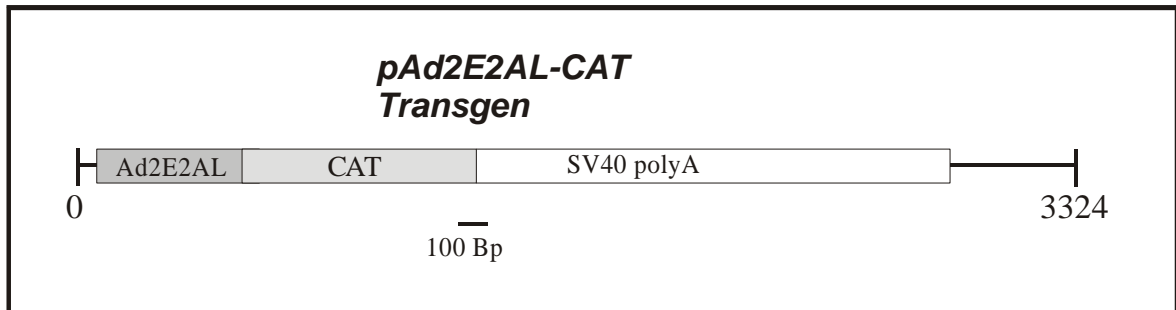 pAd2E2AL-CAT
Transgen
Ad2E2AL CAT SV40 polyA
0 3324
100 Bp